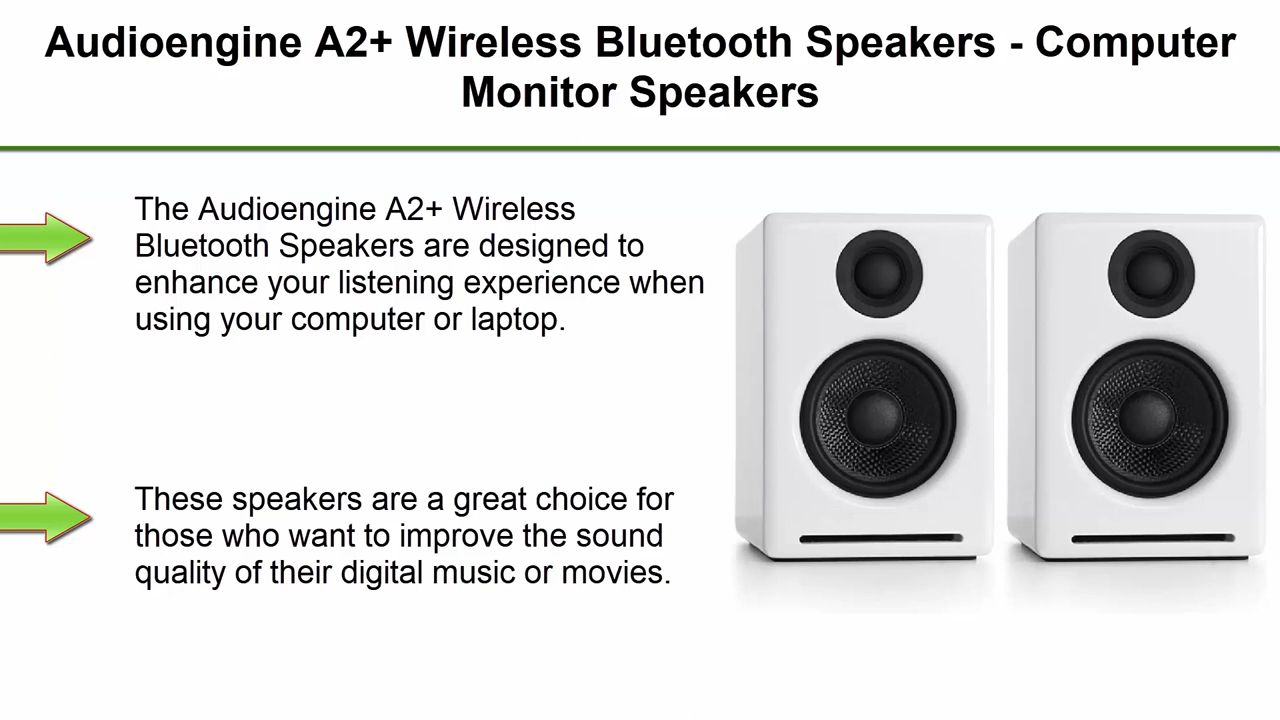 Audioengine A2+ Wireless Bluetooth Speakers - Computer
Monitor Speakers
The Audioengine A2+ Wireless
Bluetooth Speakers are designed to
enhance your listening experience when
using your computer or laptop.
These speakers are a great choice for
those who want to improve the sound
quality of their digital music or movies.